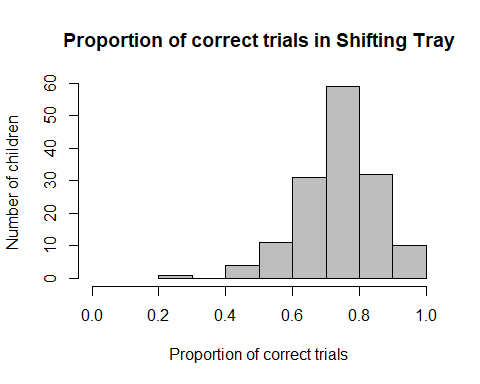 Proportion of correct trials in Shifting Tray
Number of children
60
50
40
30
20
10
0
0.0 0.2 0.4 0.6 0.8 1.0
Proportion of correct trials